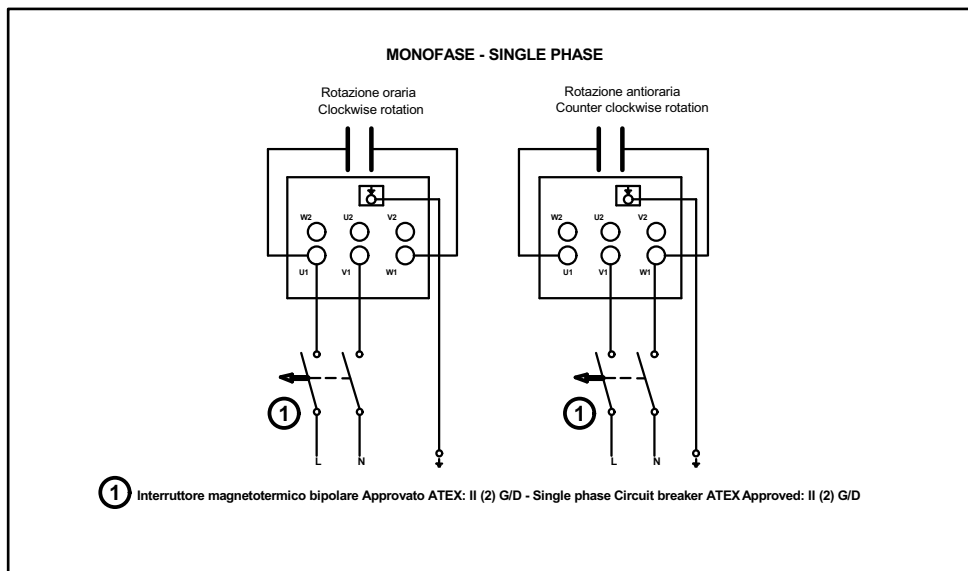 MONOFASE - SINGLE PHASE
Rotazione oraria
Clockwise rotation
W2 U2 V2
U1 V1 W1
1
L N
Rotazione antioraria
Counter clockwise rotation
W2 U2 V2
U1 V1 W1
1
L N
1 Interruttore magnetotermico bipolare Approvato ATEX: II (2) G/D - Single phase Circuit breaker ATEX Approved: II (2) G/D